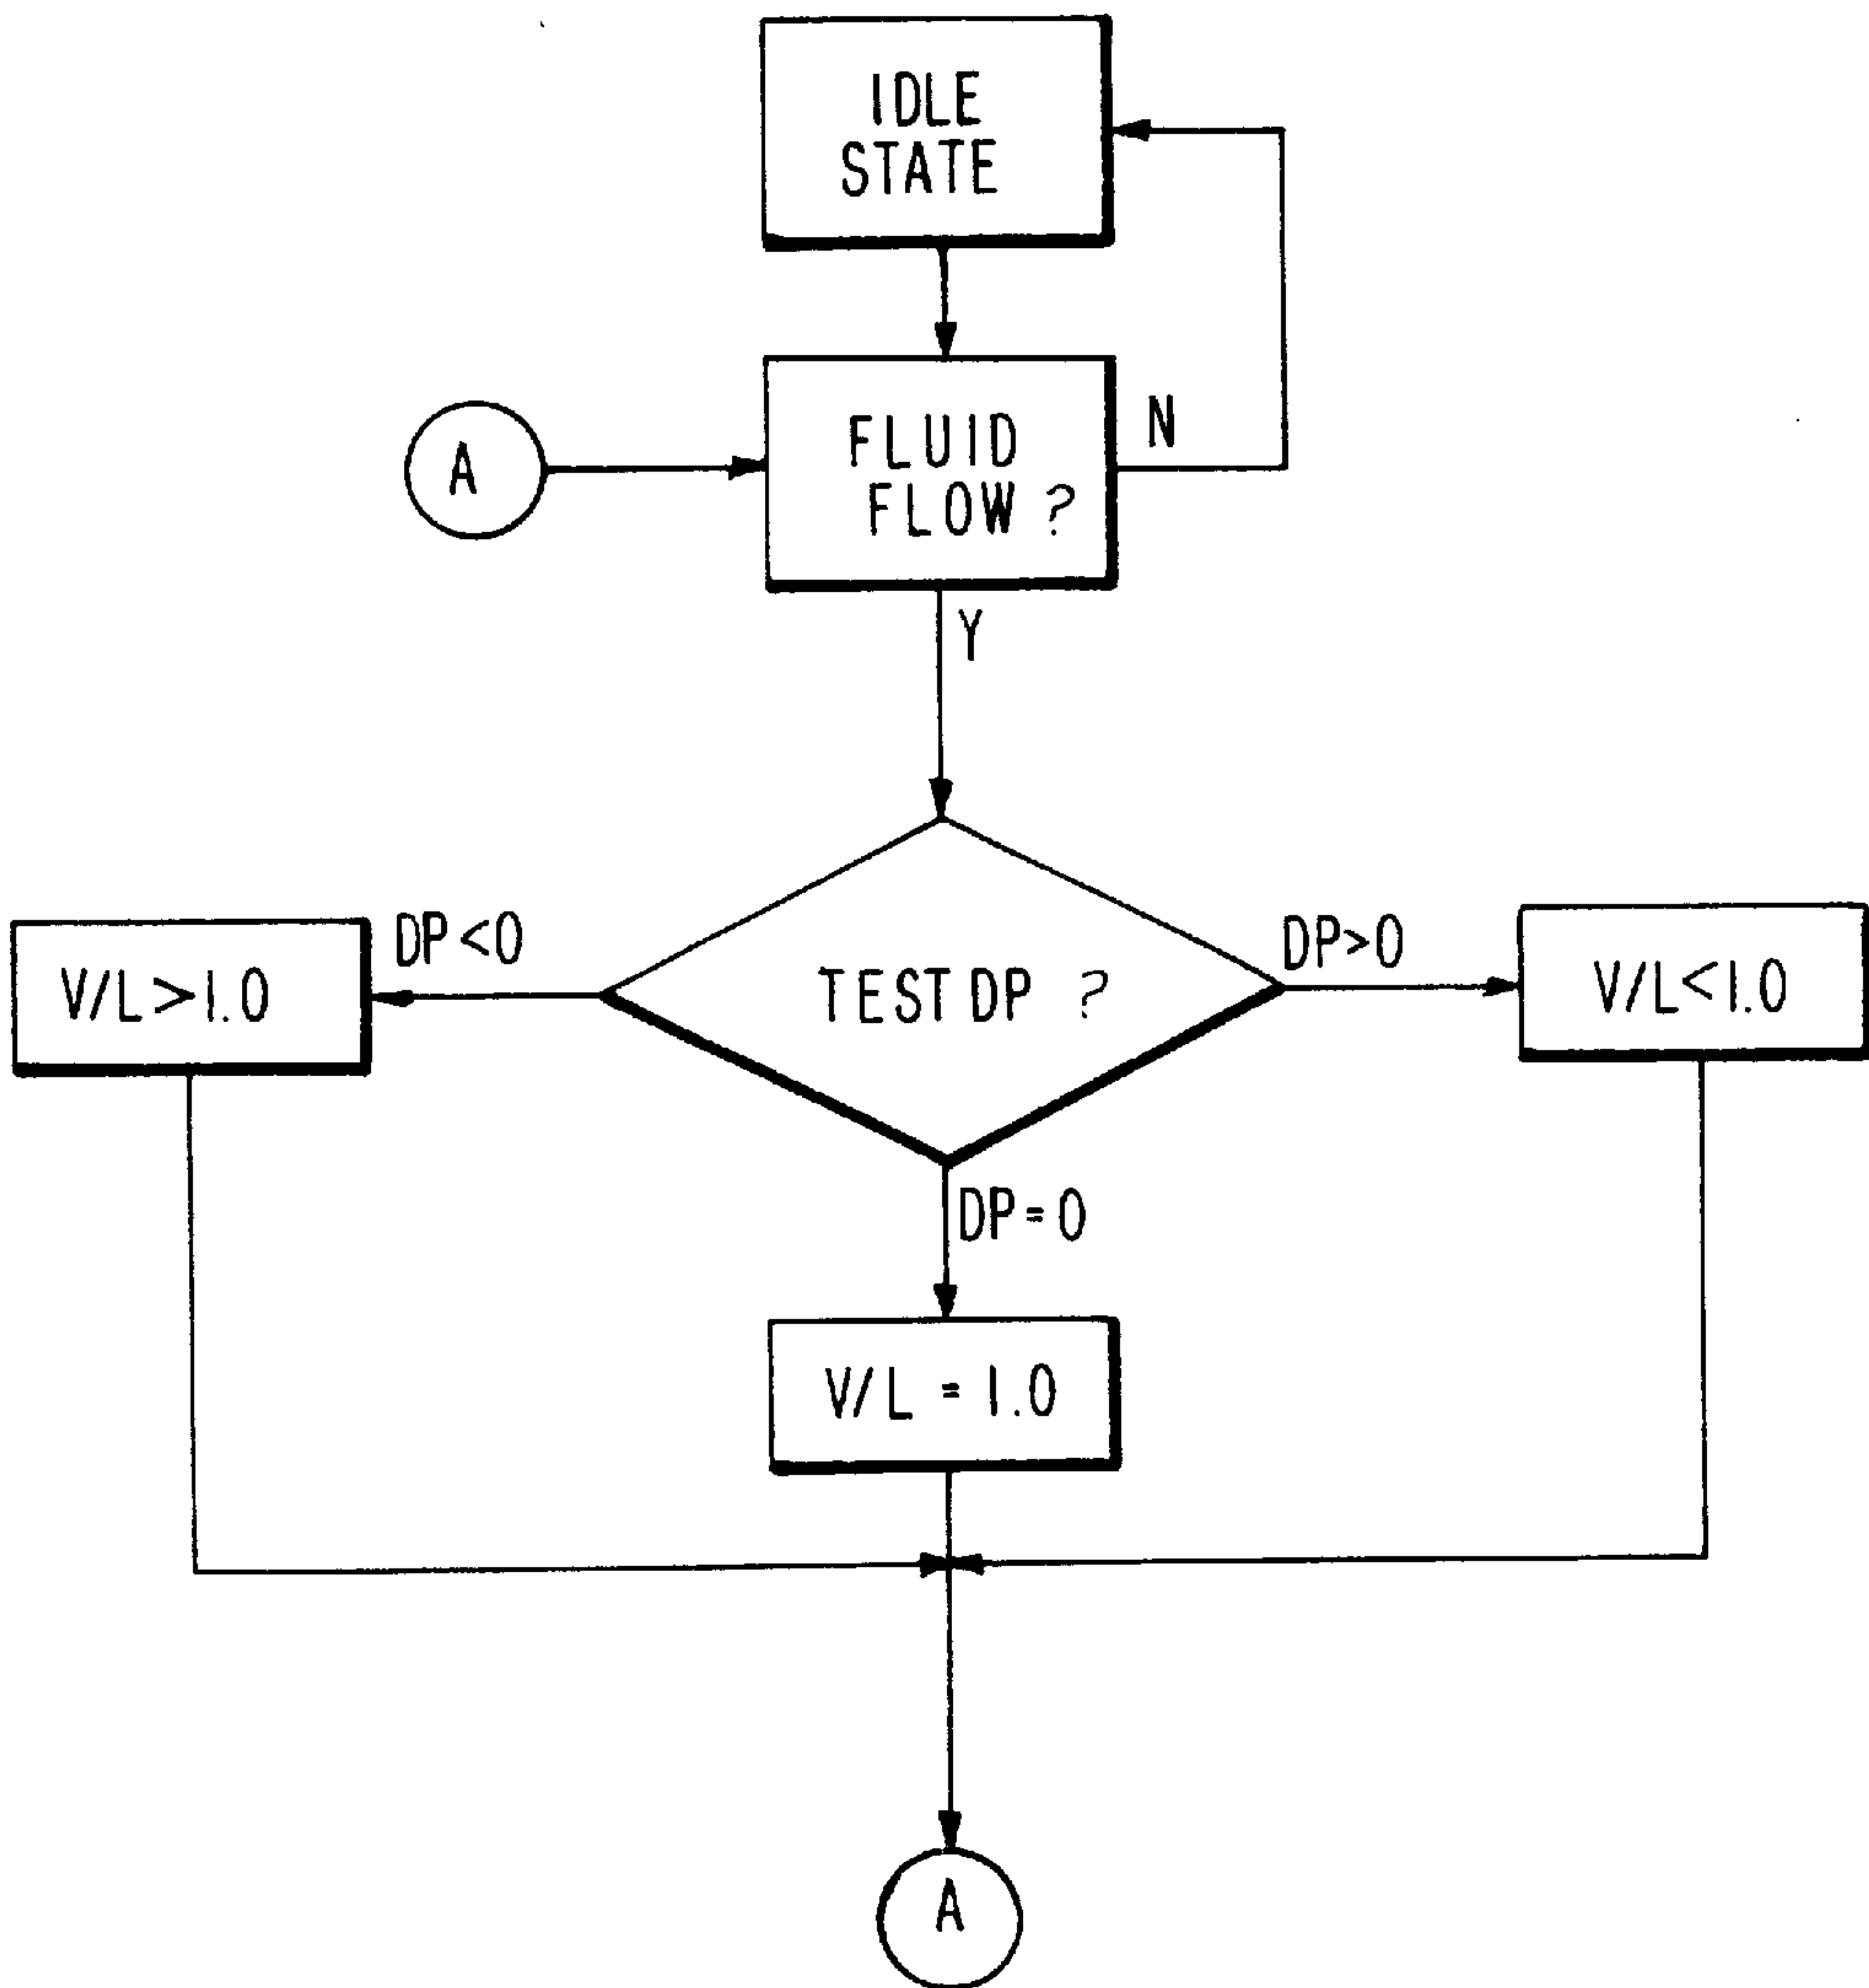 IDLE
STATE
A
FLUID
FLOW ?
N
Y
V/L > 1.0
DP < 0
TEST DP ?
DP > 0
V/L < 1.0
DP = 0
V/L = 1.0
A